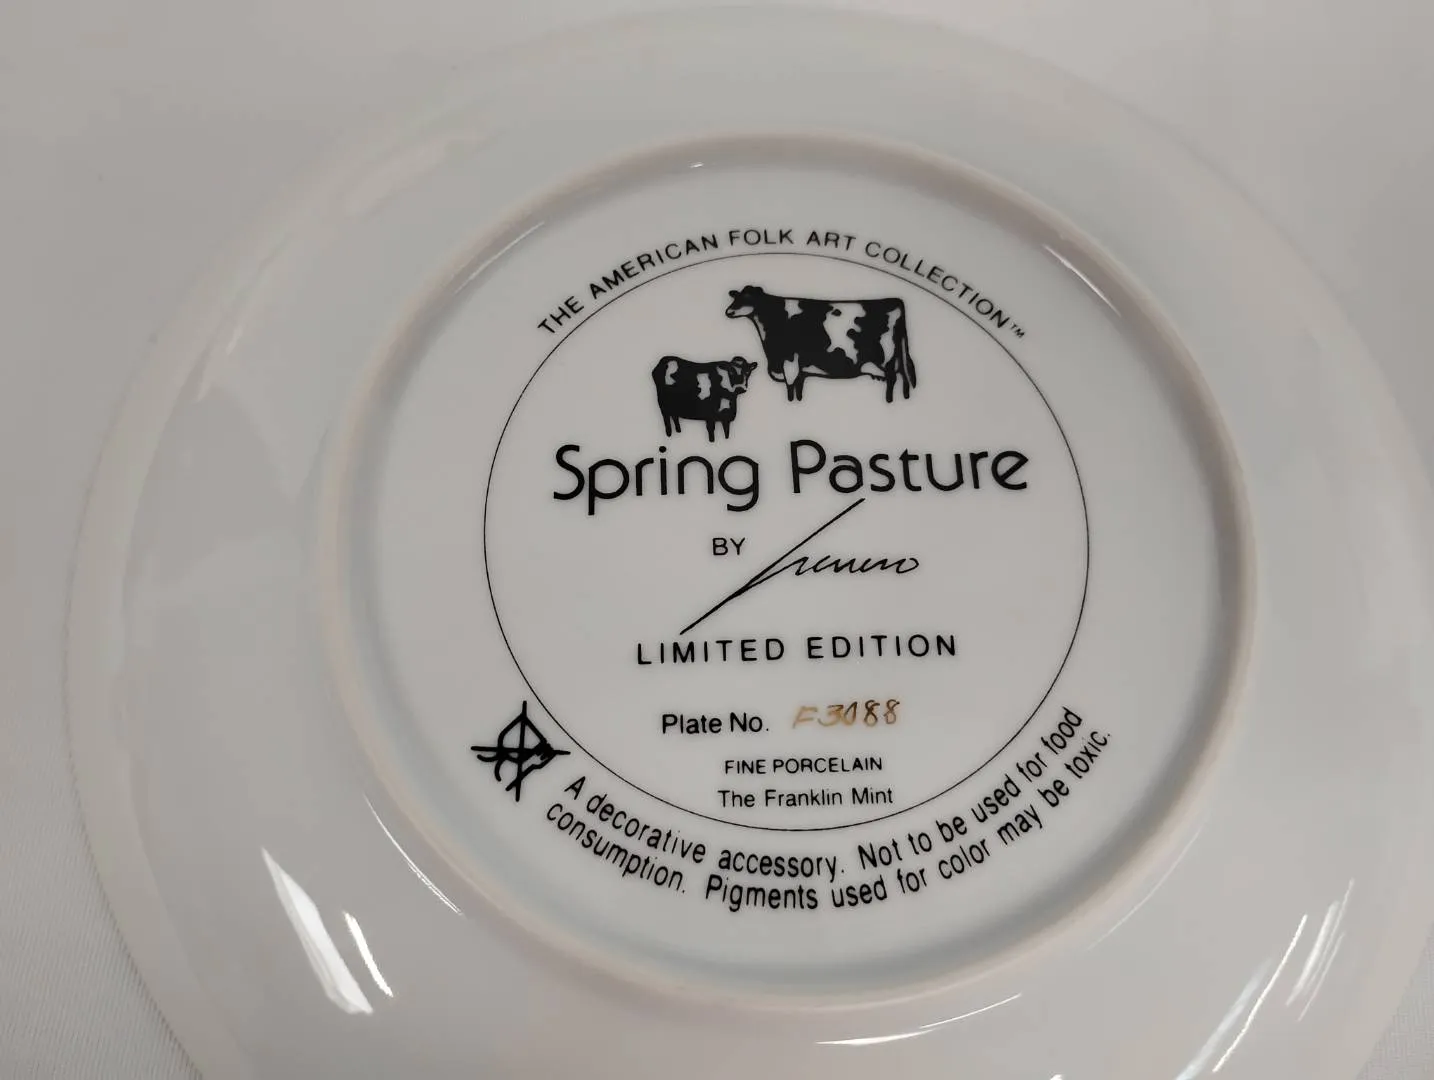 THE AMERICAN FOLK ART COLLECTION™
Spring Pasture
BY
LIMITED EDITION
Plate No. F3088
FINE PORCELAIN
The Franklin Mint
A decorative accessory. Not to be used for food
consumption. Pigments used for color may be toxic.